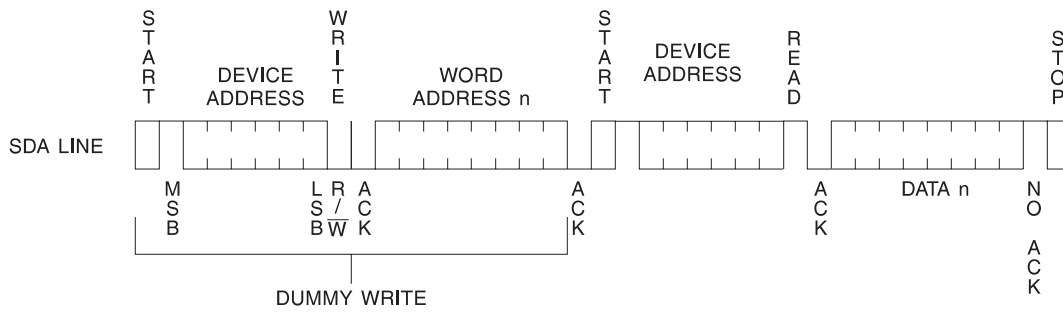 START
WRITE
START
READ
STOP
DEVICE
ADDRESS
WORD
ADDRESS n
DEVICE
ADDRESS
SDA LINE
MSB
LSB
R/W
ACK
ACK
ACK
DATA n
NO ACK
DUMMY WRITE